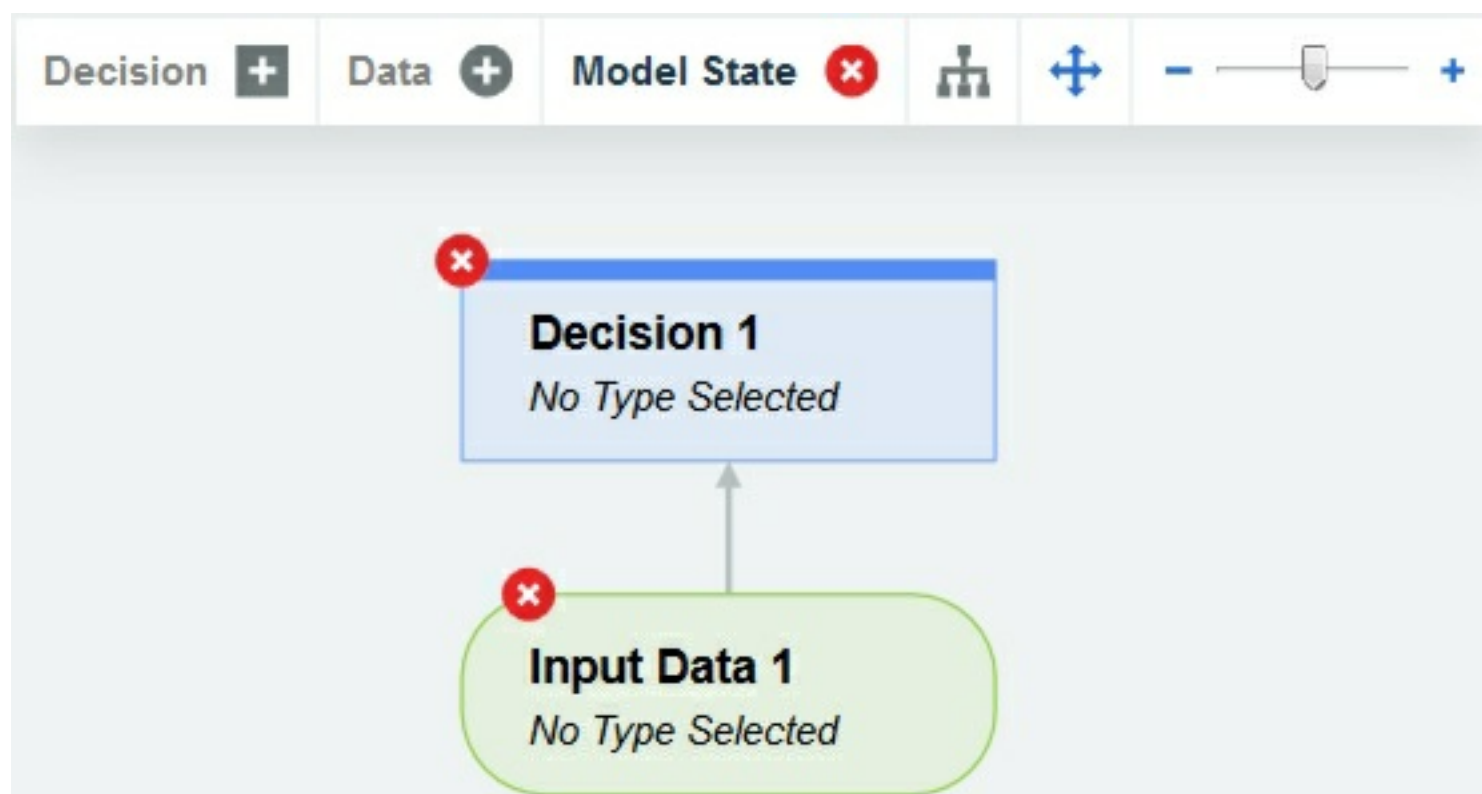 Decision Data Model State
Decision 1
No Type Selected
Input Data 1
No Type Selected